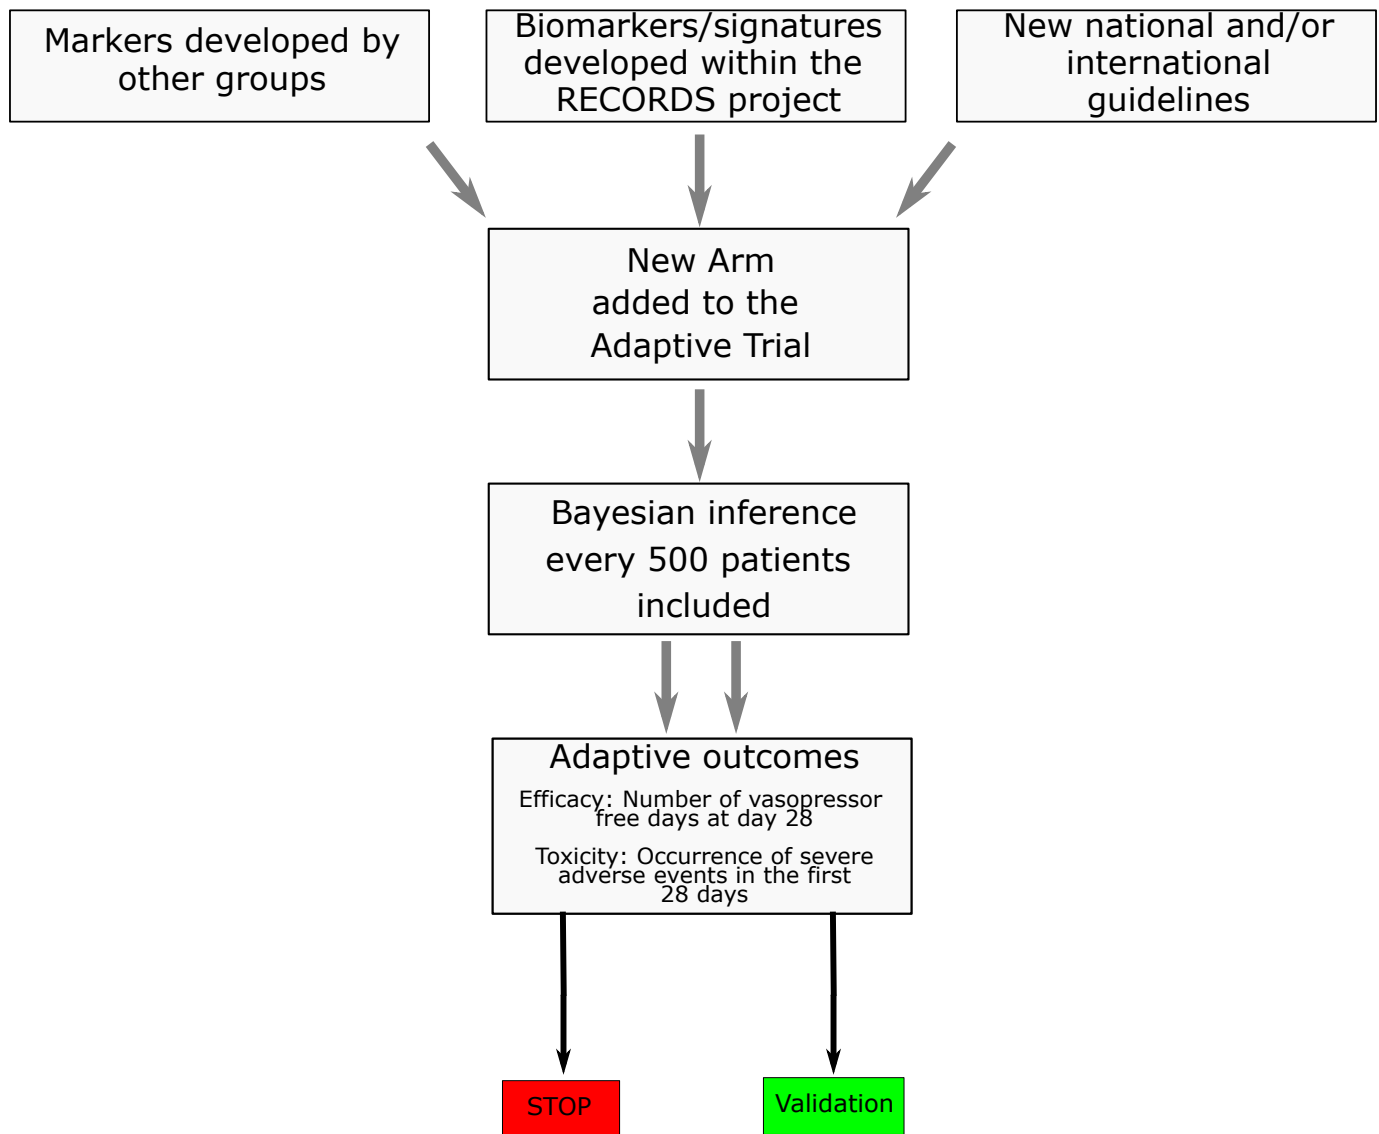 Markers developed by
other groups
Biomarkers/signatures
developed within the
RECORDS project
New national and/or
international
guidelines
New Arm
added to the
Adaptive Trial
Bayesian inference
every 500 patients
included
Adaptive outcomes
Efficacy: Number of vasopressor
free days at day 28
Toxicity: Occurrence of severe
adverse events in the first
28 days
STOP
Validation